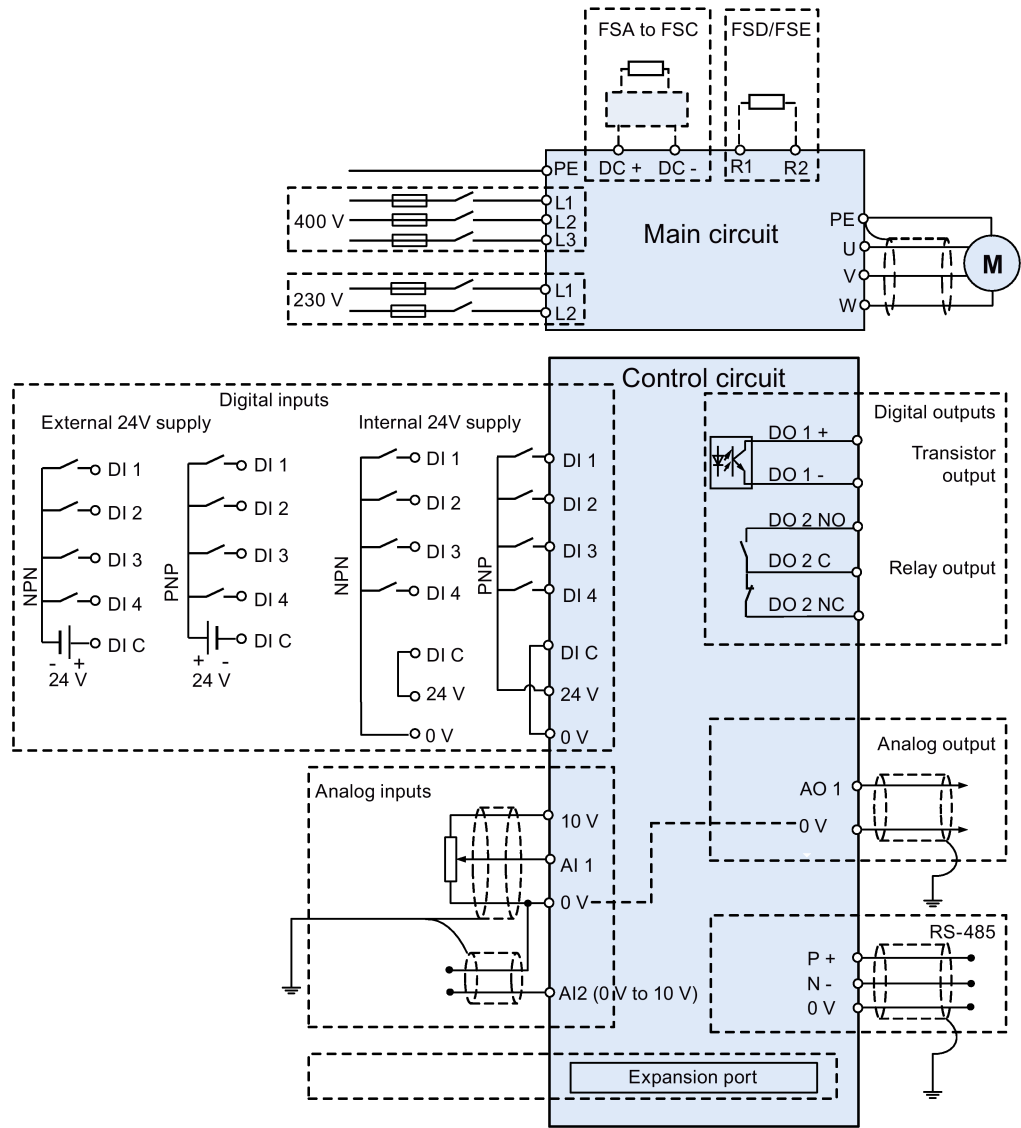 FSA to FSC
FSD/FSE
PE
DC +
DC -
R1
R2
400 V
L1
L2
L3
Main circuit
PE
U
V
W
M
230 V
L1
L2
Control circuit
Digital inputs
External 24V supply
Internal 24V supply
NPN
DI 1
DI 2
DI 3
DI 4
DI C
- +
24 V
PNP
DI 1
DI 2
DI 3
DI 4
DI C
+ -
24 V
NPN
DI 1
DI 2
DI 3
DI 4
DI C
24 V
0 V
PNP
DI 1
DI 2
DI 3
DI 4
DI C
24 V
0 V
Digital outputs
DO 1 +
Transistor
output
DO 1 -
DO 2 NO
DO 2 C
Relay output
DO 2 NC
Analog output
AO 1
0 V
Analog inputs
10 V
AI 1
0 V
AI2 (0 V to 10 V)
RS-485
P +
N -
0 V
Expansion port